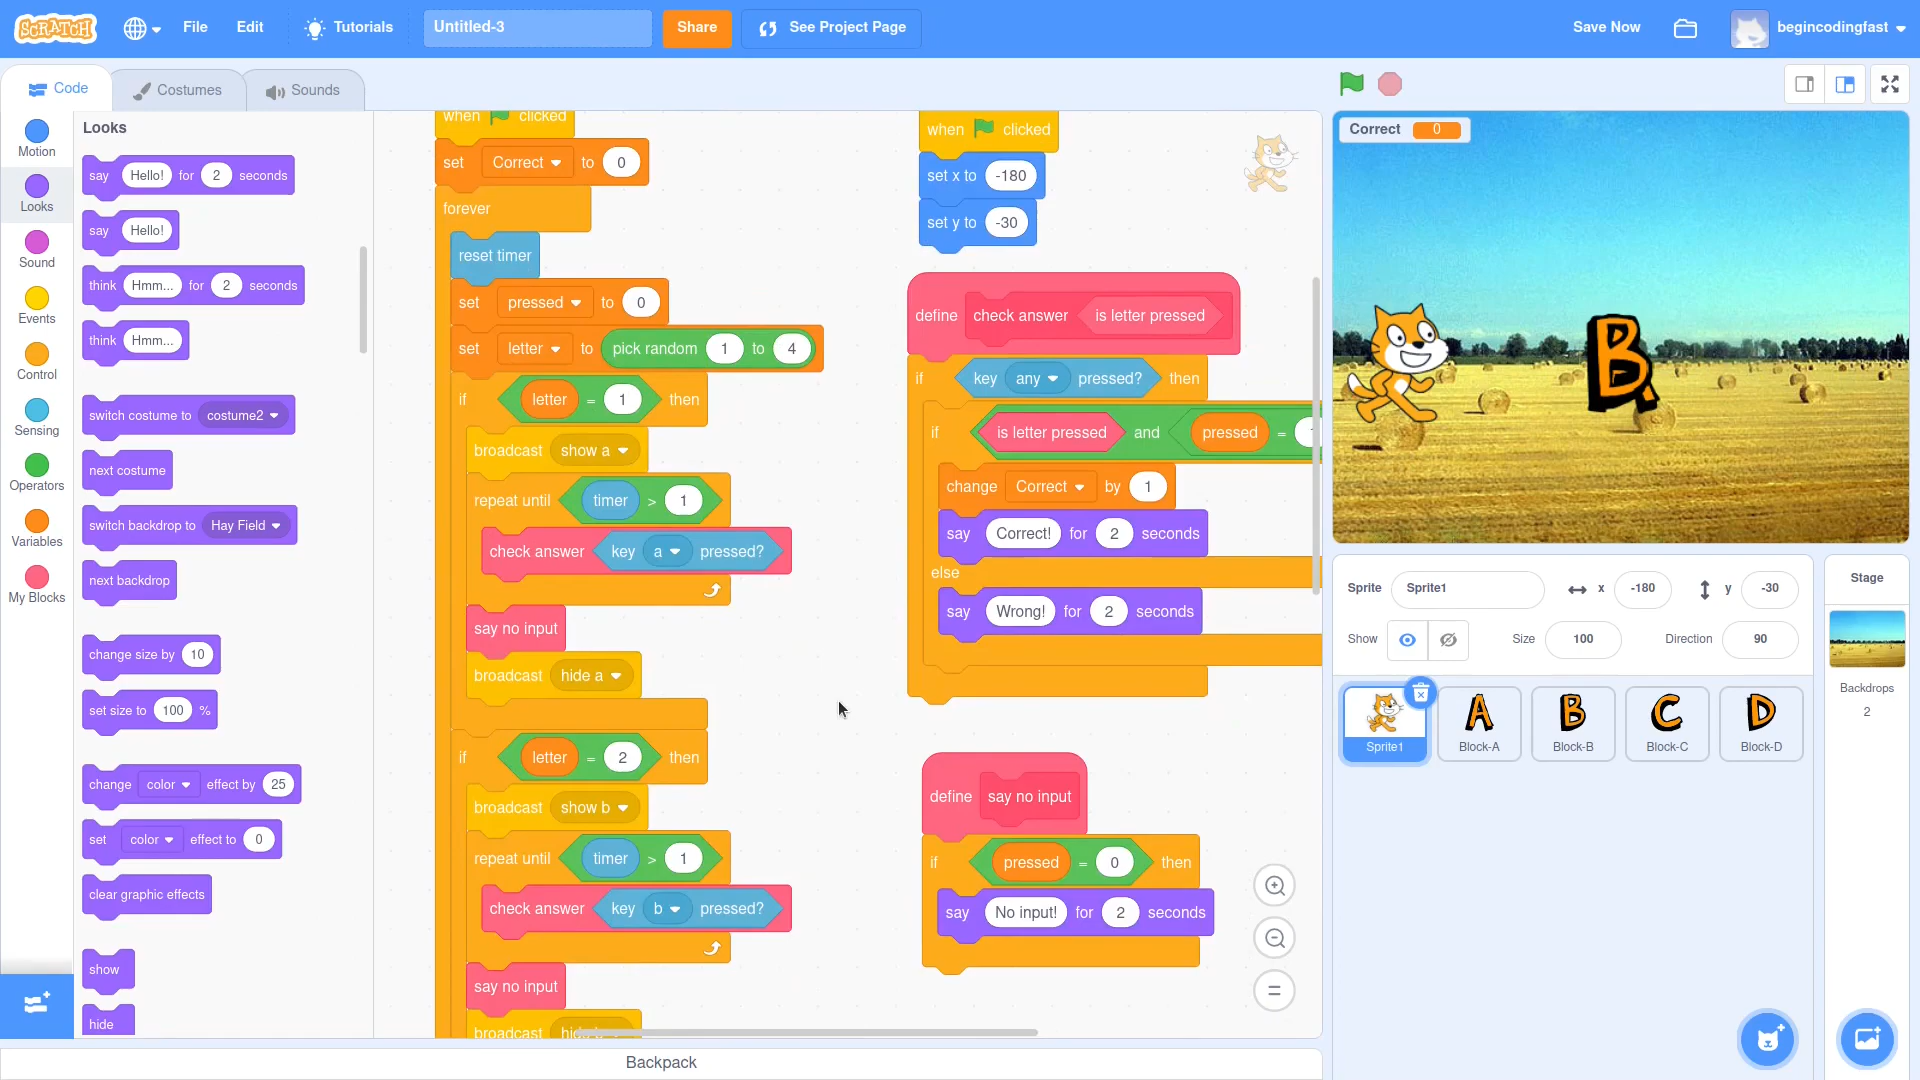 SCRATCH
File
Edit
Tutorials
Untitled-3
Share
See Project Page
Save Now
begincodingfast
Code
Costumes
Sounds
Motion
Looks
Sound
Events
Control
Sensing
Operators
Variables
My Blocks
Looks
say Hello! for 2 seconds
say Hello!
think Hmm... for 2 seconds
think Hmm...
switch costume to costume2
next costume
switch backdrop to Hay Field
next backdrop
change size by 10
set size to 100 %
change color effect by 25
set color effect to 0
clear graphic effects
show
hide
when clicked
set Correct to 0
forever
reset timer
set pressed to 0
set letter to pick random 1 to 4
if letter = 1 then
broadcast show a
repeat until timer > 1
check answer key a pressed?
say no input
broadcast hide a
if letter = 2 then
broadcast show b
repeat until timer > 1
check answer key b pressed?
say no input
broadcast
when clicked
set x to -180
set y to -30
define check answer is letter pressed
if key any pressed? then
if is letter pressed and pressed =
change Correct by 1
say Correct! for 2 seconds
else
say Wrong! for 2 seconds
define say no input
if pressed = 0 then
say No input! for 2 seconds
=
Backpack
Correct 0
B
Sprite Sprite1 x -180 y -30
Show Size 100 Direction 90
Sprite1
A
Block-A
B
Block-B
C
Block-C
D
Block-D
Stage
Backdrops
2